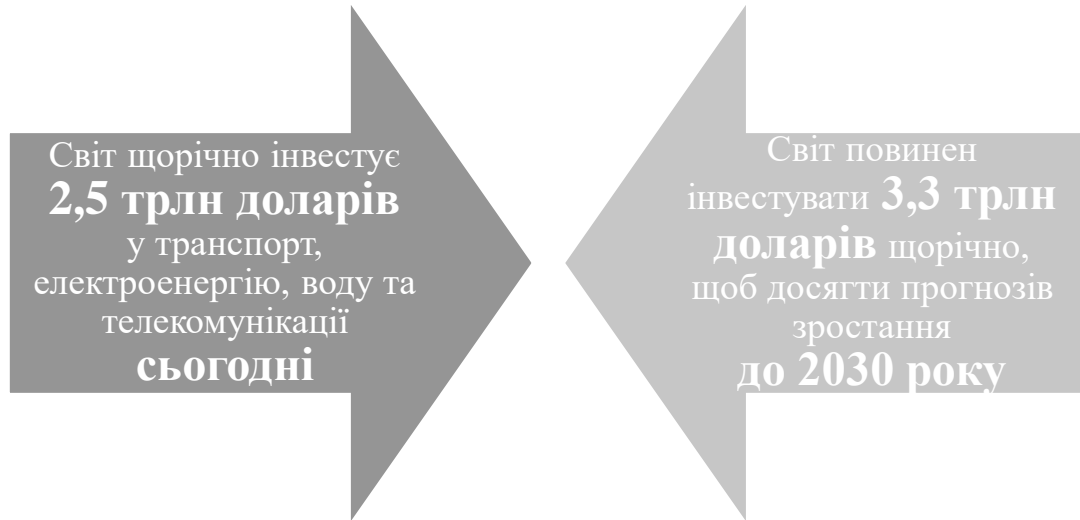 Світ щорічно інвестує
2,5 трлн доларів
у транспорт,
електроенергію, воду та
телекомунікації
сьогодні
Світ повинен
інвестувати 3,3 трлн
доларів щорічно,
щоб досягти прогнозів
зростання
до 2030 року